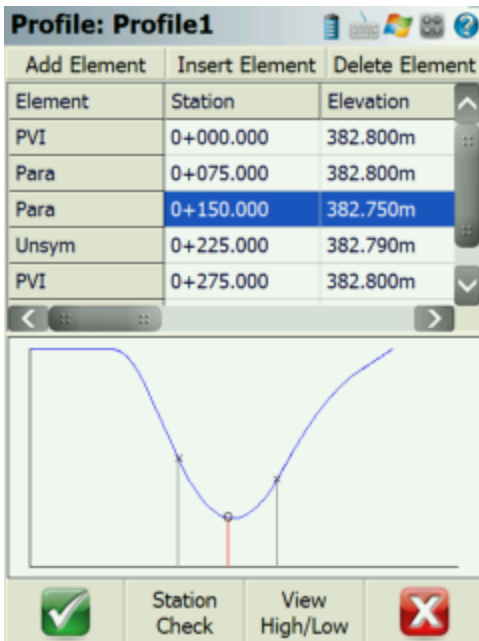 Profile: Profile1
Add Element Insert Element Delete Element
Element Station Elevation
PVI 0+000.000 382.800m
Para 0+075.000 382.800m
Para 0+150.000 382.750m
Unsym 0+225.000 382.790m
PVI 0+275.000 382.800m
Station Check View High/Low